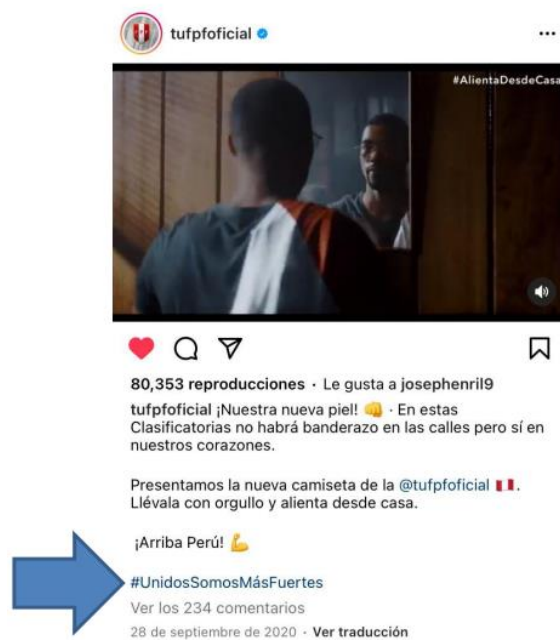 tufpfoficial
#AlientaDesdeCasa
80,353 reproducciones · Le gusta a josephenril9
tufpfoficial ¡Nuestra nueva piel! 👊 · En estas
Clasificatorias no habrá banderazo en las calles pero sí en
nuestros corazones.
Presentamos la nueva camiseta de la @tufpfoficial 🇵🇪.
Llévala con orgullo y alienta desde casa.
¡Arriba Perú! 💪
#UnidosSomosMásFuertes
Ver los 234 comentarios
28 de septiembre de 2020 · Ver traducción